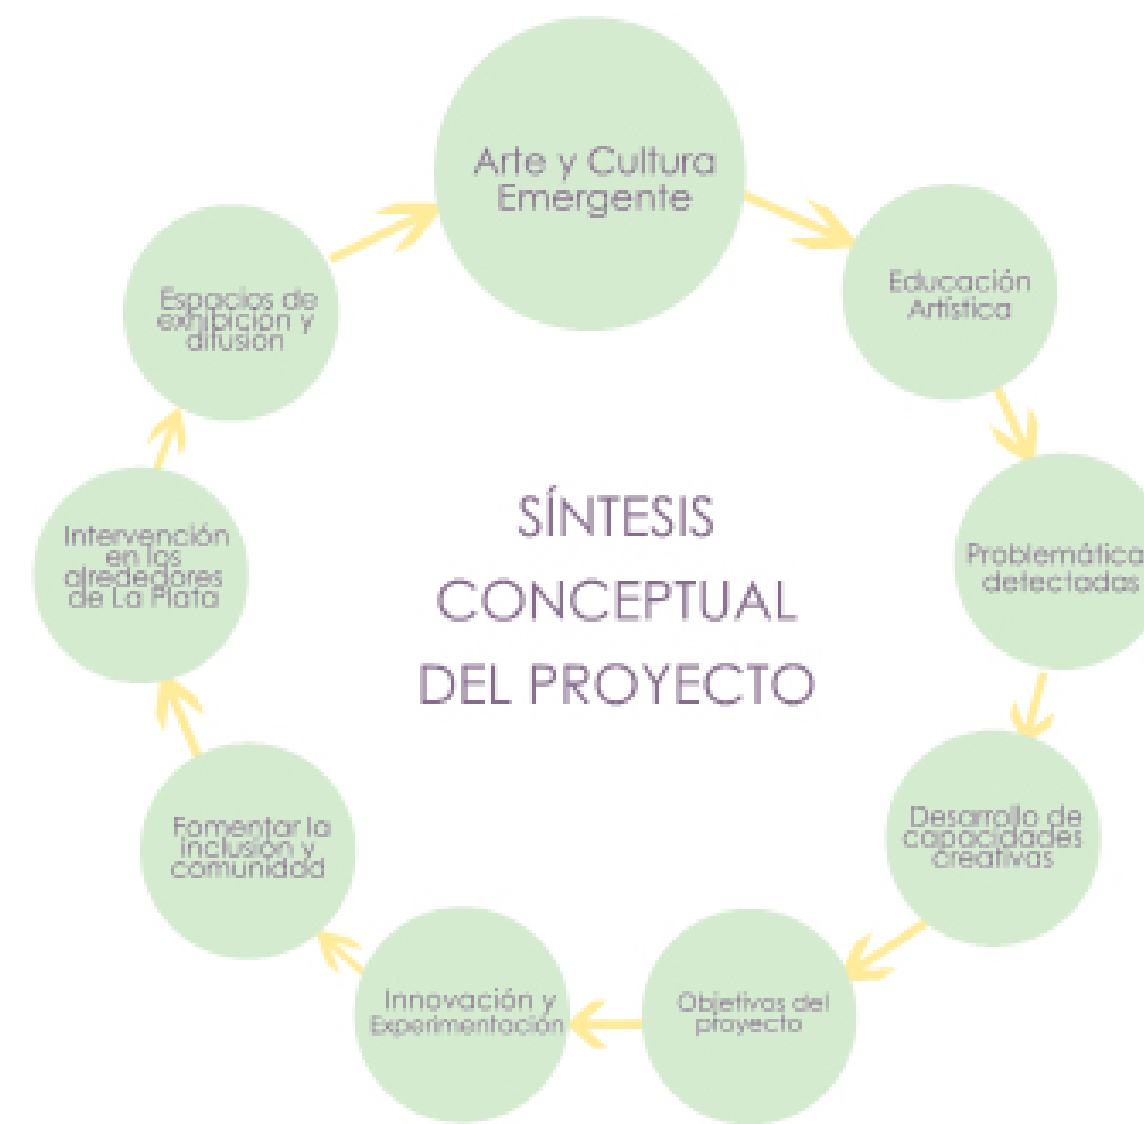 Arte y Cultura
Emergente
Educación
Artística
Problemática
detectadas
Desarrollo de
capacidades
creativas
Objetivos del
proyecto
Innovación y
Experimentación
Fomentar la
inclusión y
comunidad
Intervención
en los
alrededores
de La Plata
Espacios de
exhibición y
difusión
SÍNTESIS
CONCEPTUAL
DEL PROYECTO